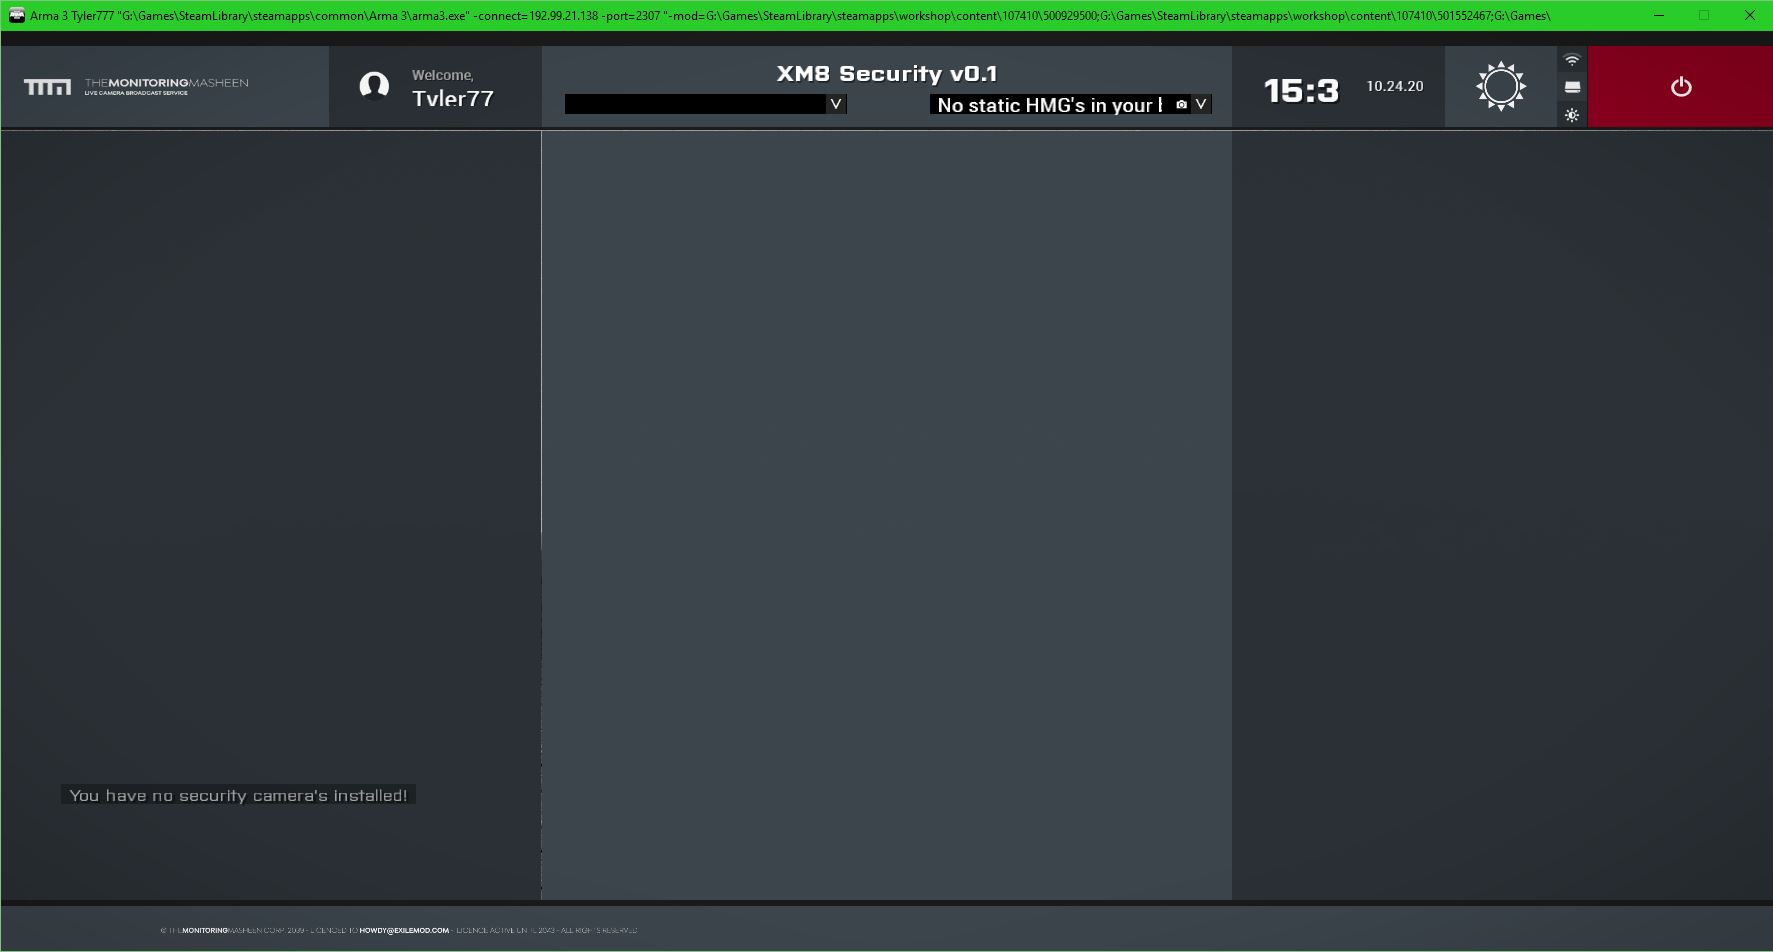 Arma 3 Tyler777 "G:\Games\SteamLibrary\steamapps\common\Arma 3\arma3.exe" -connect=192.99.21.138 -port=2307 "-mod=G:\Games\SteamLibrary\steamapps\workshop\content\107410\500929500;G:\Games\SteamLibrary\steamapps\workshop\content\107410\501552467;G:\Games\
TMM THEMONITORINGMASHEEN
LIVE CAMERA BROADCAST SERVICE
Welcome,
Tyler77
XM8 Security v0.1
No static HMG's in your
15:3
10.24.20
You have no security camera's installed!
© THEMONITORINGMASHEEN CORP. 2039 - LICENCED TO HOWDY@EXILEMOD.COM - LICENCE ACTIVE UNTIL 2043 - ALL RIGHTS RESERVED